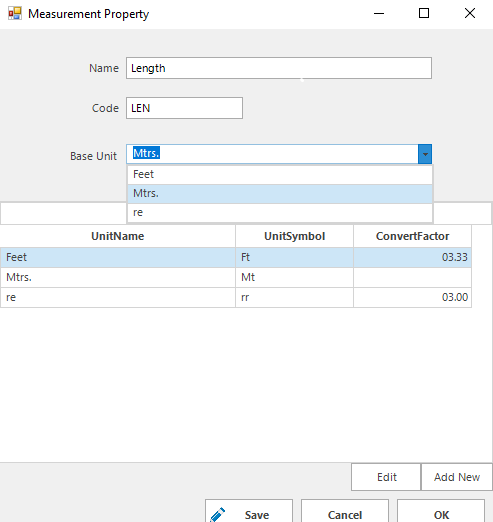 Measurement Property
Name Length
Code LEN
Base Unit Mtrs.
Feet
Mtrs.
re
UnitName UnitSymbol ConvertFactor
Feet Ft 03.33
Mtrs. Mt
re rr 03.00
Edit Add New
Save Cancel OK